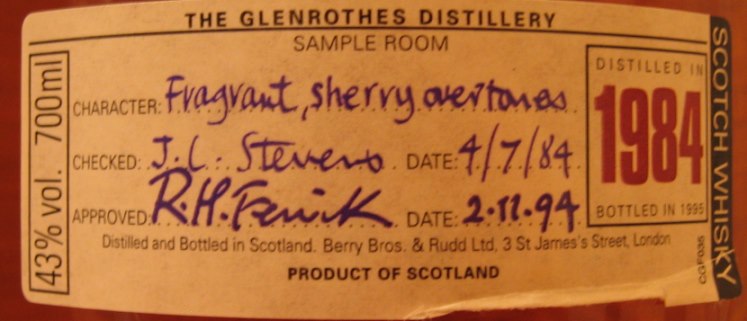 THE GLENROTHES DISTILLERY
SAMPLE ROOM
43% vol. 700ml
CHARACTER: Fragrant, sherry overtones
CHECKED: J.C. Stevens DATE: 4/7/84
APPROVED: R.H. Fenwick DATE: 2.11.94
DISTILLED IN
1984
BOTTLED IN 1995
Distilled and Bottled in Scotland. Berry Bros. & Rudd Ltd, 3 St James's Street, London
PRODUCT OF SCOTLAND
SCOTCH WHISKY
CGF035